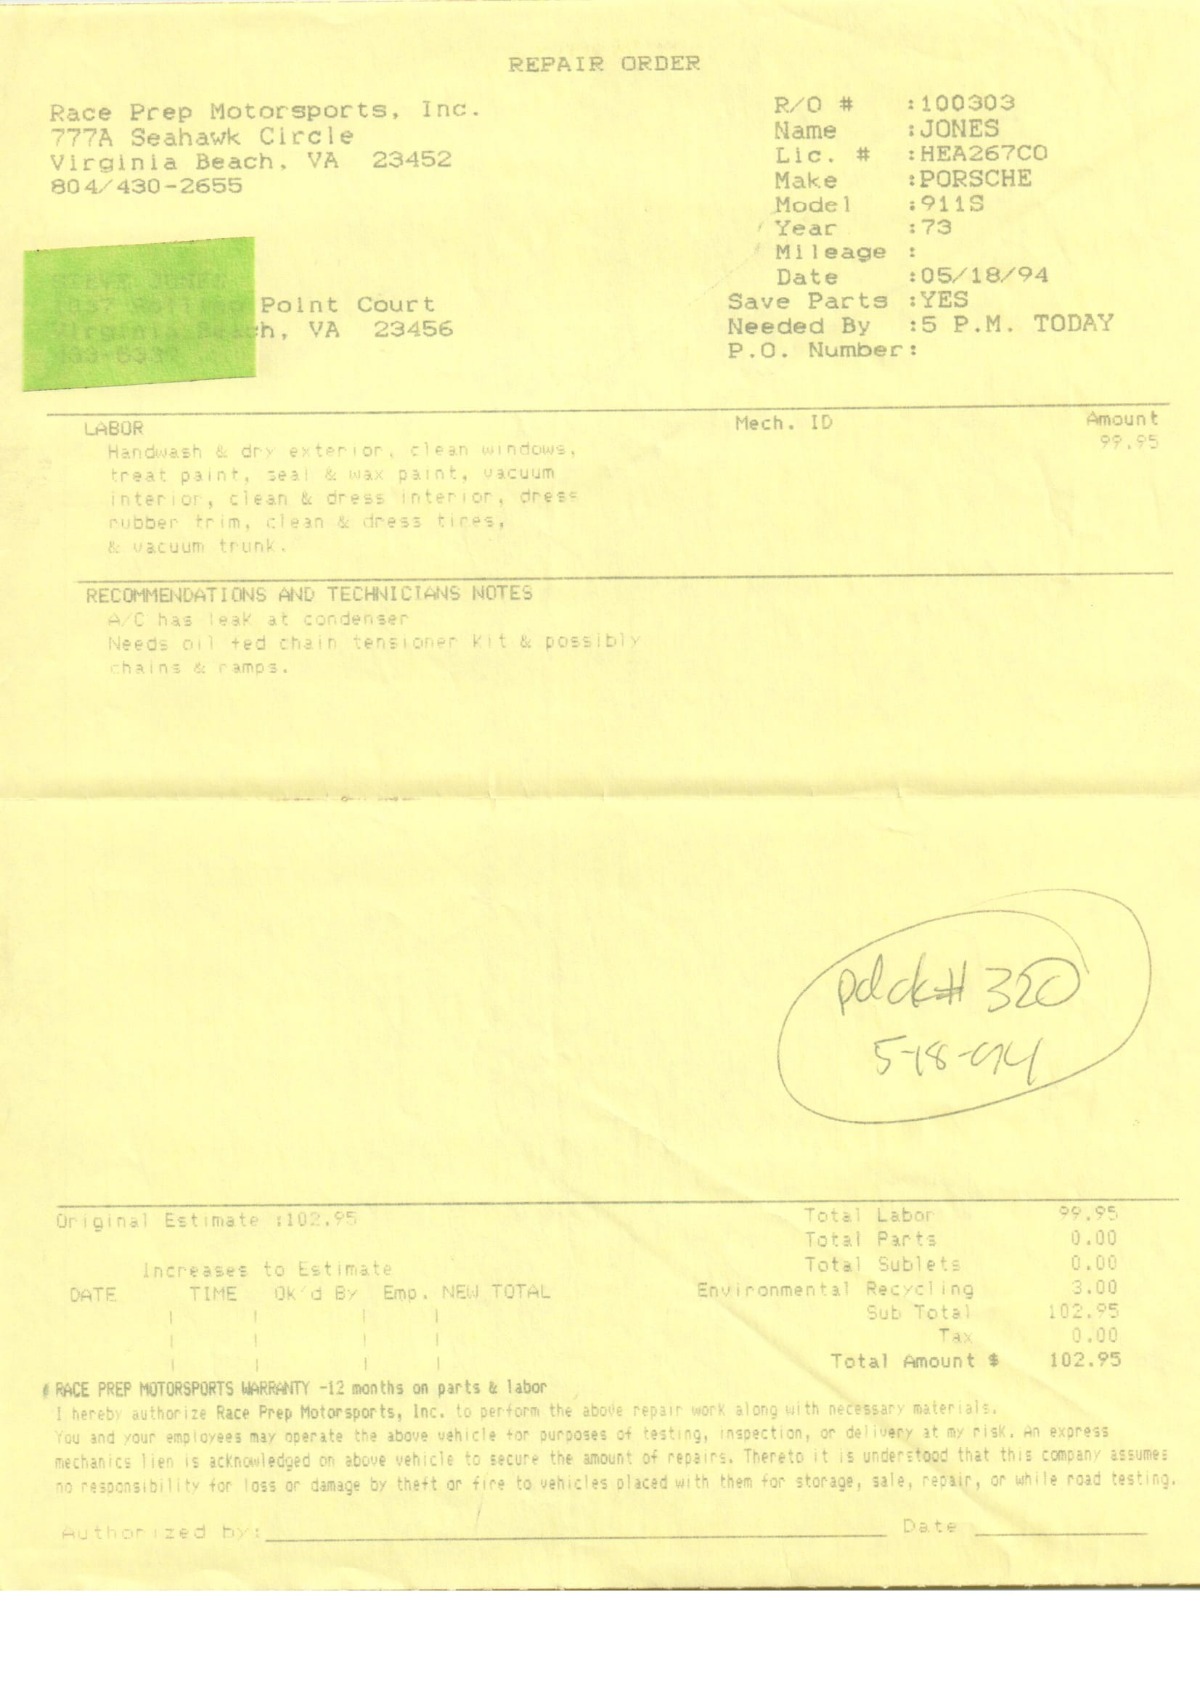 REPAIR ORDER
Race Prep Motorsports, Inc.
777A Seahawk Circle
Virginia Beach, VA 23452
804/430-2655
R/O # :100303
Name :JONES
Lic. # :HEA267CO
Make :PORSCHE
Model :911S
Year :73
Mileage :
Date :05/18/94
Save Parts :YES
Needed By :5 P.M. TODAY
P.O. Number:
STEVE JONES
Point Court
Virginia Beach, VA 23456
LABOR Mech. ID Amount
Handwash & dry exterior, clean windows, 99.95
treat paint, seal & wax paint, vacuum
interior, clean & dress interior, dress
rubber trim, clean & dress tires,
& vacuum trunk.
RECOMMENDATIONS AND TECHNICIANS NOTES
A/C has leak at condenser
Needs oil fed chain tensioner kit & possibly
chains & ramps.
pd ck# 320
5-18-94
Original Estimate :102.95
Increases to Estimate
DATE TIME Ok'd By Emp. NEW TOTAL
Total Labor 99.95
Total Parts 0.00
Total Sublets 0.00
Environmental Recycling 3.00
Sub Total 102.95
Tax 0.00
Total Amount $ 102.95
RACE PREP MOTORSPORTS WARRANTY -12 months on parts & labor
I hereby authorize Race Prep Motorsports, Inc. to perform the above repair work along with necessary materials.
You and your employees may operate the above vehicle for purposes of testing, inspection, or delivery at my risk. An express
mechanics lien is acknowledged on above vehicle to secure the amount of repairs. Thereto it is understood that this company assumes
no responsibility for loss or damage by theft or fire to vehicles placed with them for storage, sale, repair, or while road testing.
Authorized by: Date